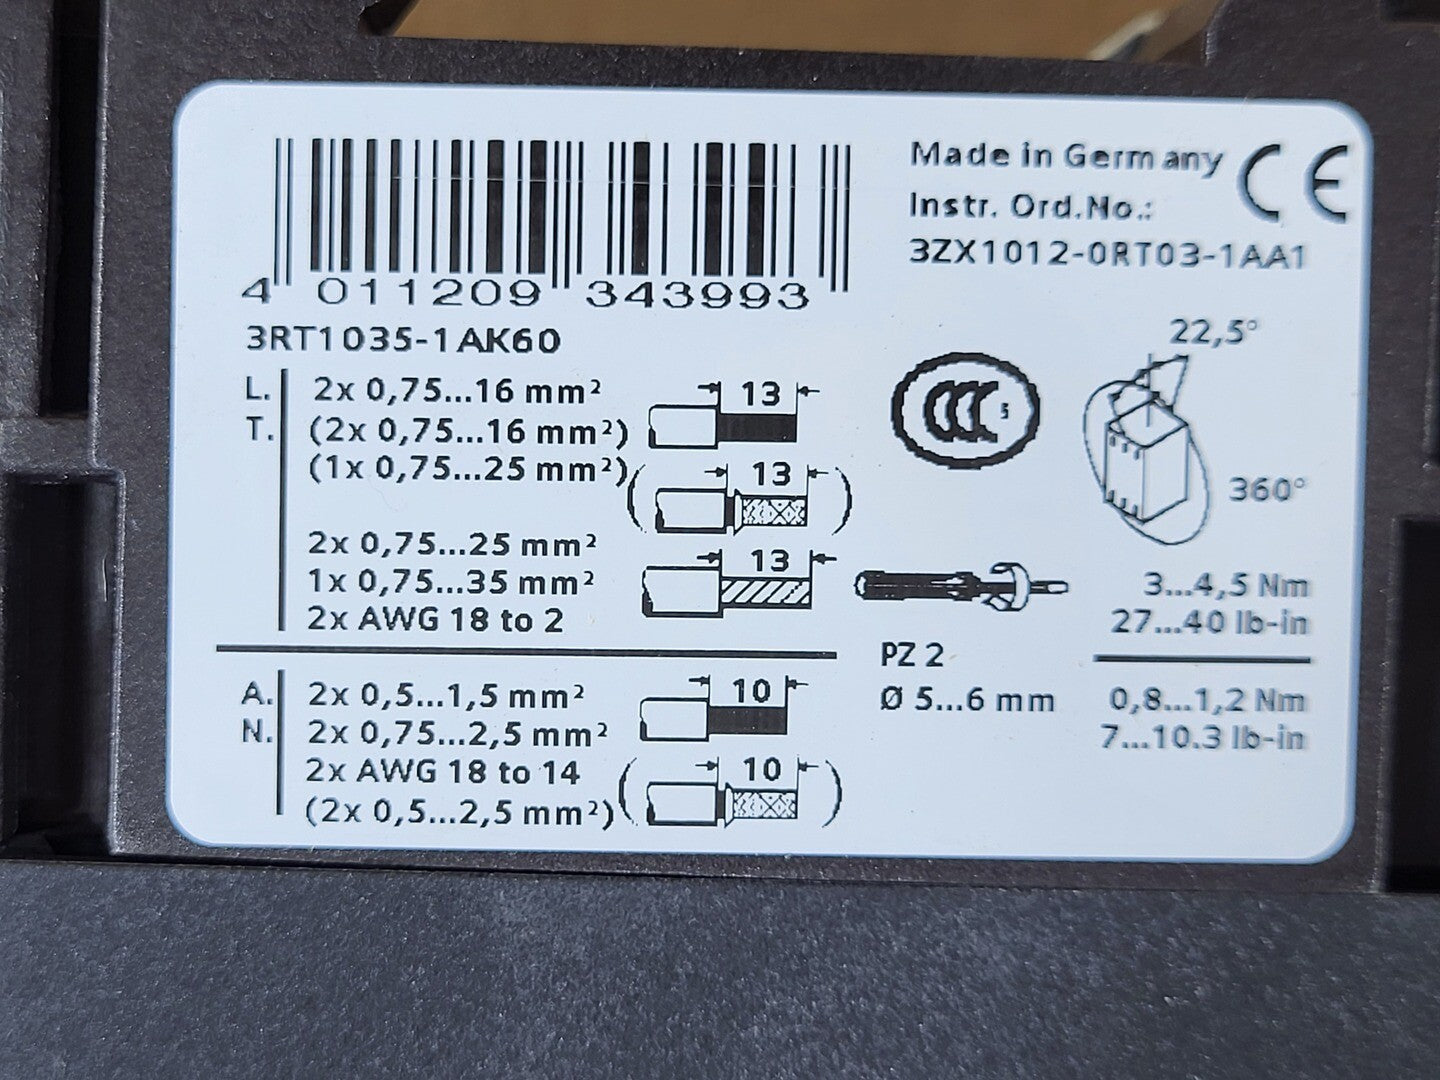 4 011209 343993
Made in Germany CE
Instr. Ord.No.:
3ZX1012-0RT03-1AA1
3RT1035-1AK60
22,5°
L. 2x 0,75...16 mm² 13
T. (2x 0,75...16 mm²)
(1x 0,75...25 mm²) ( 13 )
CCC S
360°
2x 0,75...25 mm² 13
1x 0,75...35 mm²
2x AWG 18 to 2
3...4,5 Nm
27...40 lb-in
PZ 2
Ø 5...6 mm
0,8...1,2 Nm
7...10.3 lb-in
A. 2x 0,5...1,5 mm² 10
N. 2x 0,75...2,5 mm²
2x AWG 18 to 14 ( 10 )
(2x 0,5...2,5 mm²)